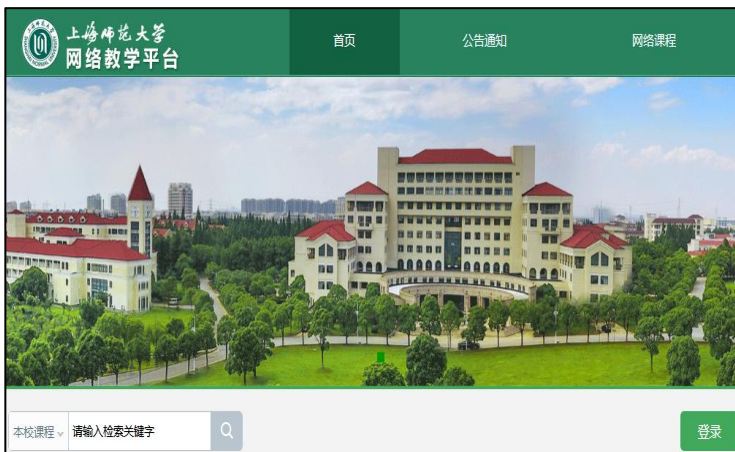 上海师范大学
网络教学平台
首页
公告通知
网络课程
本校课程
请输入检索关键字
登录